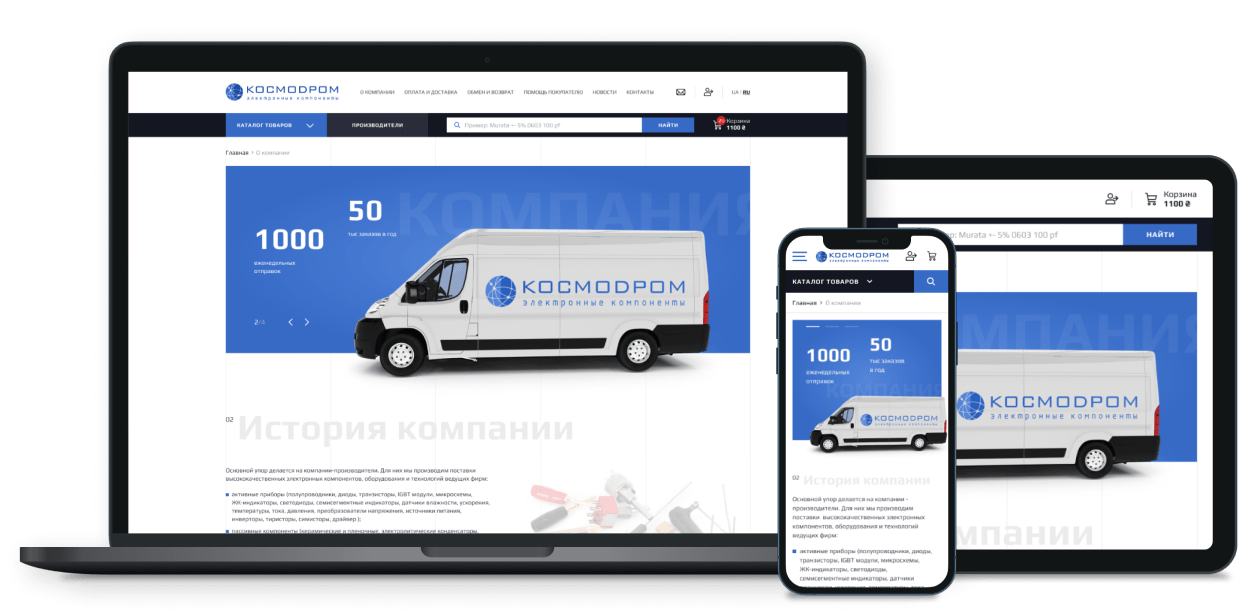 КОСМОДРОМ
электронные компоненты
О КОМПАНИИ ОПЛАТА И ДОСТАВКА ОБМЕН И ВОЗВРАТ ПОМОЩЬ ПОКУПАТЕЛЮ НОВОСТИ КОНТАКТЫ
UA | RU
КАТАЛОГ ТОВАРОВ
ПРОИЗВОДИТЕЛИ
Пример: Murata +- 5% 0603 100 pf
НАЙТИ
20
Корзина
1100 ₴
Главная О компании
КОМПАНИЯ
50
тыс заказов в год
1000
еженедельных
отправок
2/4
КОСМОДРОМ
электронные компоненты
02
История компании
Основной упор делается на компании-производители. Для них мы производим поставки
высококачественных электронных компонентов, оборудования и технологий ведущих фирм:
активные приборы (полупроводники, диоды, транзисторы, IGBT модули, микросхемы,
ЖК-индикаторы, светодиоды, семисегментные индикаторы, датчики влажности, ускорения,
температуры, тока, давления, преобразователи напряжения, источники питания,
инверторы, тиристоры, симисторы, драйвер );
пассивные компоненты (керамические и пленочные, электролитические конденсаторы,
КОСМОДРОМ
электронные компоненты
КАТАЛОГ ТОВАРОВ
Главная О компании
1000
еженедельных
отправок
50
тыс заказов
в год
КОМПАНИЯ
КОСМОДРОМ
электронные компоненты
02
История компании
Основной упор делается на компании -
производители. Для них мы производим
поставки высококачественных электронных
компонентов, оборудования и технологий
ведущих фирм:
активные приборы (полупроводники, диоды,
транзисторы, IGBT модули, микросхемы,
ЖК-индикаторы, светодиоды,
семисегментные индикаторы, датчики
Корзина
1100 ₴
Murata +- 5% 0603 100 pf
НАЙТИ
МПАНИЯ
КОСМОДРОМ
электронные компоненты
мпании